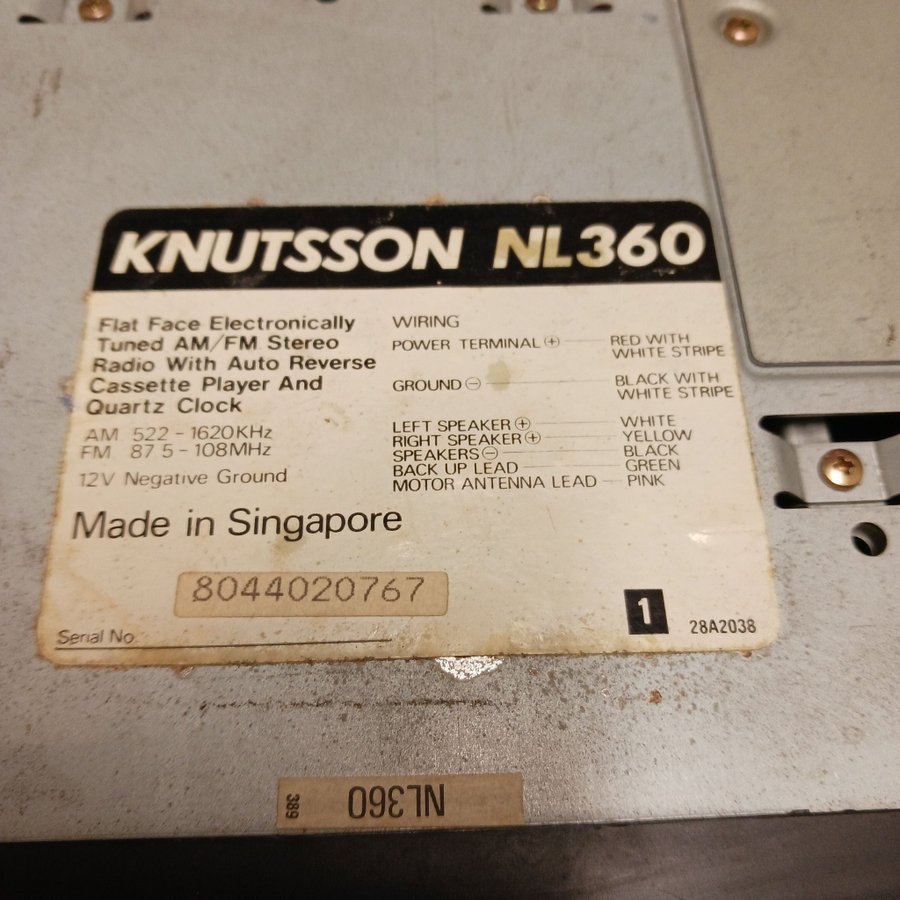 KNUTSSON NL360
Flat Face Electronically
Tuned AM/FM Stereo
Radio With Auto Reverse
Cassette Player And
Quartz Clock
AM 522-1620KHz
FM 87.5-108MHz
12V Negative Ground
WIRING
POWER TERMINAL ⊕ RED WITH
WHITE STRIPE
GROUND ⊖ BLACK WITH
WHITE STRIPE
LEFT SPEAKER ⊕ WHITE
RIGHT SPEAKER ⊕ YELLOW
SPEAKERS ⊖ BLACK
BACK UP LEAD GREEN
MOTOR ANTENNA LEAD PINK
Made in Singapore
8044020767
Serial No.
1
28A2038
NL360
389